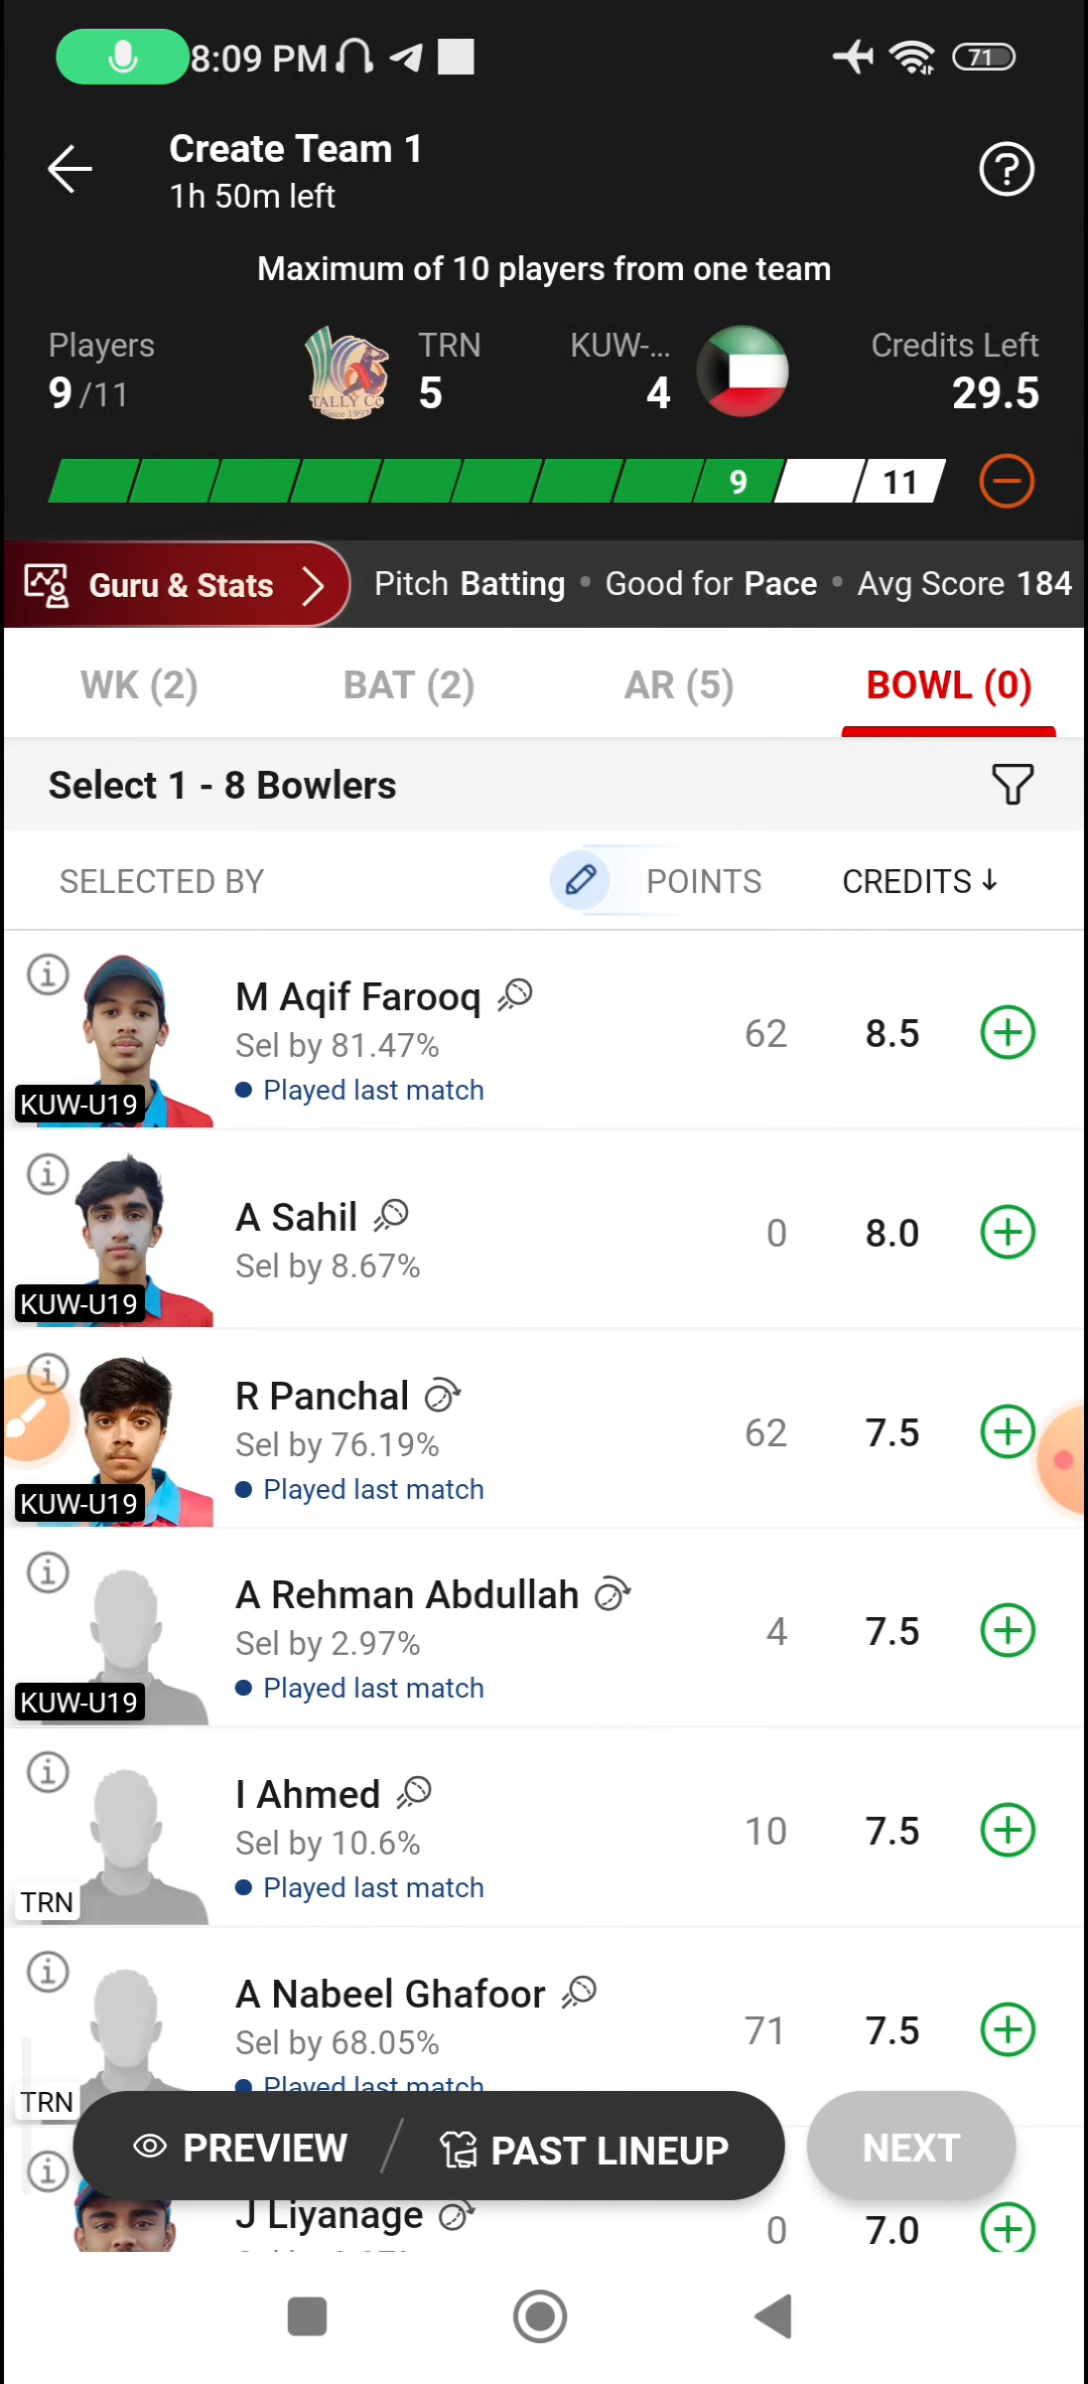 8:09 PM
71
Create Team 1
1h 50m left
Maximum of 10 players from one team
Players TRN KUW-... Credits Left
9/11 5 4 29.5
TALLY CC
Since 1997
9 11
Guru & Stats Pitch Batting • Good for Pace • Avg Score 184
WK (2) BAT (2) AR (5) BOWL (0)
Select 1 - 8 Bowlers
SELECTED BY POINTS CREDITS ↓
M Aqif Farooq
Sel by 81.47% 62 8.5
Played last match
KUW-U19
A Sahil
Sel by 8.67% 0 8.0
KUW-U19
R Panchal
Sel by 76.19% 62 7.5
Played last match
KUW-U19
A Rehman Abdullah
Sel by 2.97% 4 7.5
Played last match
KUW-U19
I Ahmed
Sel by 10.6% 10 7.5
Played last match
TRN
A Nabeel Ghafoor
Sel by 68.05% 71 7.5
Played last match
TRN
PREVIEW / PAST LINEUP NEXT
J Liyanage 0 7.0